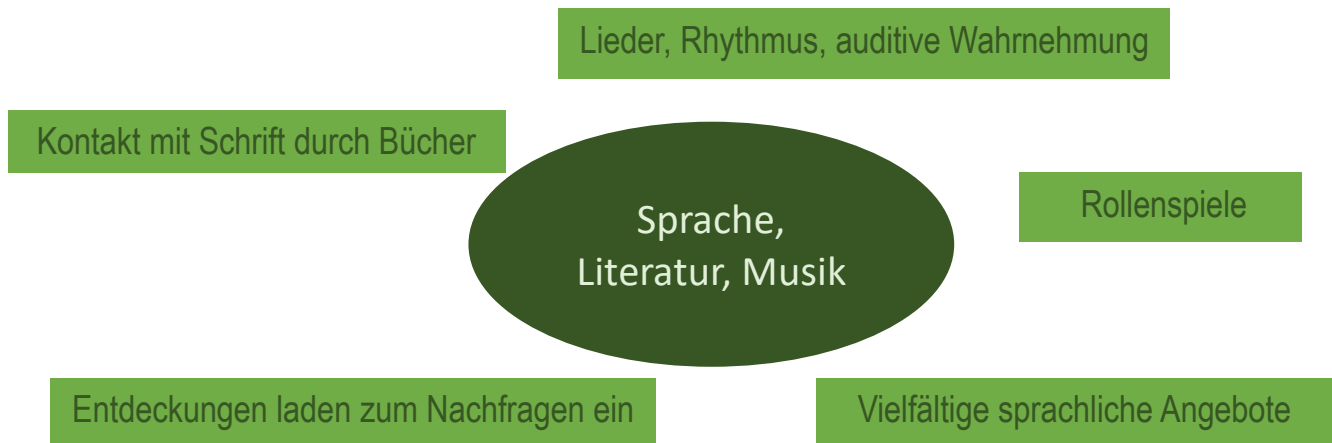 Lieder, Rhythmus, auditive Wahrnehmung
Kontakt mit Schrift durch Bücher
Rollenspiele
Sprache,
Literatur, Musik
Entdeckungen laden zum Nachfragen ein
Vielfältige sprachliche Angebote